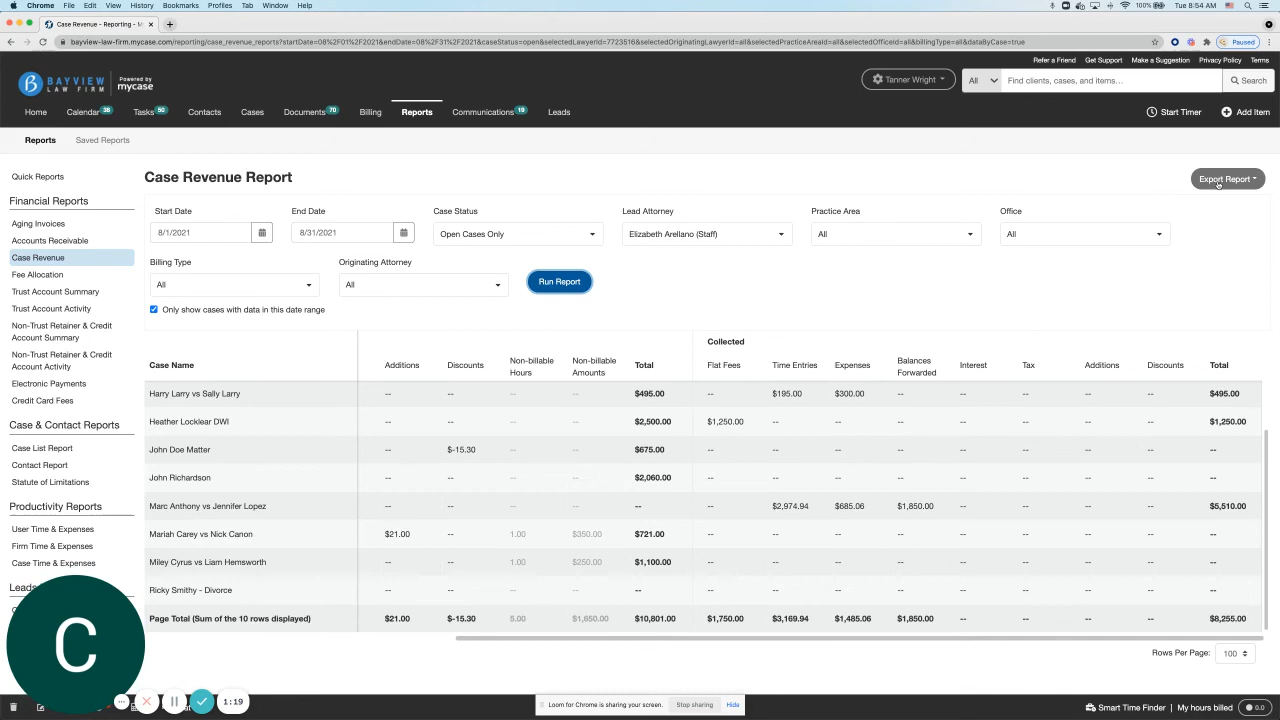 Chrome File Edit View History Bookmarks Profiles Tab Window Help 100% Tue 8:54 AM
Case Revenue - Reporting - M
bayview-law-firm.mycase.com/reporting/case_revenue_reports?startDate=08%2F01%2F2021&endDate=08%2F31%2F2021&caseStatus=open&selectedLawyerId=7723516&selectedOriginatingLawyerId=all&selectedPracticeAreaId=all&selectedOfficeId=all&billingType=all&dataByCase=true Paused
Refer a Friend Get Support Make a Suggestion Privacy Policy Terms
B BAYVIEW LAW FIRM Powered by mycase
Tanner Wright All Find clients, cases, and items... Search
Home Calendar 38 Tasks 50 Contacts Cases Documents 70 Billing Reports Communications 19 Leads Start Timer Add Item
Reports Saved Reports
Quick Reports
Financial Reports
Aging Invoices
Accounts Receivable
Case Revenue
Fee Allocation
Trust Account Summary
Trust Account Activity
Non-Trust Retainer & Credit
Account Summary
Non-Trust Retainer & Credit
Account Activity
Electronic Payments
Credit Card Fees
Case & Contact Reports
Case List Report
Contact Report
Statute of Limitations
Productivity Reports
User Time & Expenses
Firm Time & Expenses
Case Time & Expenses
Leads
C
Case Revenue Report Export Report
Start Date End Date Case Status Lead Attorney Practice Area Office
8/1/2021 8/31/2021 Open Cases Only Elizabeth Arellano (Staff) All All
Billing Type Originating Attorney
All All Run Report
Only show cases with data in this date range
Collected
Case Name Additions Discounts Non-billable Hours Non-billable Amounts Total Flat Fees Time Entries Expenses Balances Forwarded Interest Tax Additions Discounts Total
Harry Larry vs Sally Larry -- -- -- -- $495.00 -- $195.00 $300.00 -- -- -- -- -- $495.00
Heather Locklear DWI -- -- -- -- $2,500.00 $1,250.00 -- -- -- -- -- -- -- $1,250.00
John Doe Matter -- $-15.30 -- -- $675.00 -- -- -- -- -- -- -- -- --
John Richardson -- -- -- -- $2,060.00 -- -- -- -- -- -- -- -- --
Marc Anthony vs Jennifer Lopez -- -- -- -- -- -- $2,974.94 $685.06 $1,850.00 -- -- -- -- $5,510.00
Mariah Carey vs Nick Canon $21.00 -- 1.00 $350.00 $721.00 -- -- -- -- -- -- -- -- --
Miley Cyrus vs Liam Hemsworth -- -- 1.00 $250.00 $1,100.00 -- -- -- -- -- -- -- -- --
Ricky Smithy - Divorce -- -- -- -- -- -- -- -- -- -- -- -- -- --
Page Total (Sum of the 10 rows displayed) $21.00 $-15.30 5.00 $1,650.00 $10,801.00 $1,750.00 $3,169.94 $1,485.06 $1,850.00 -- -- -- -- $8,255.00
Rows Per Page: 100
1:19
Loom for Chrome is sharing your screen. Stop sharing Hide
Smart Time Finder My hours billed 0.0